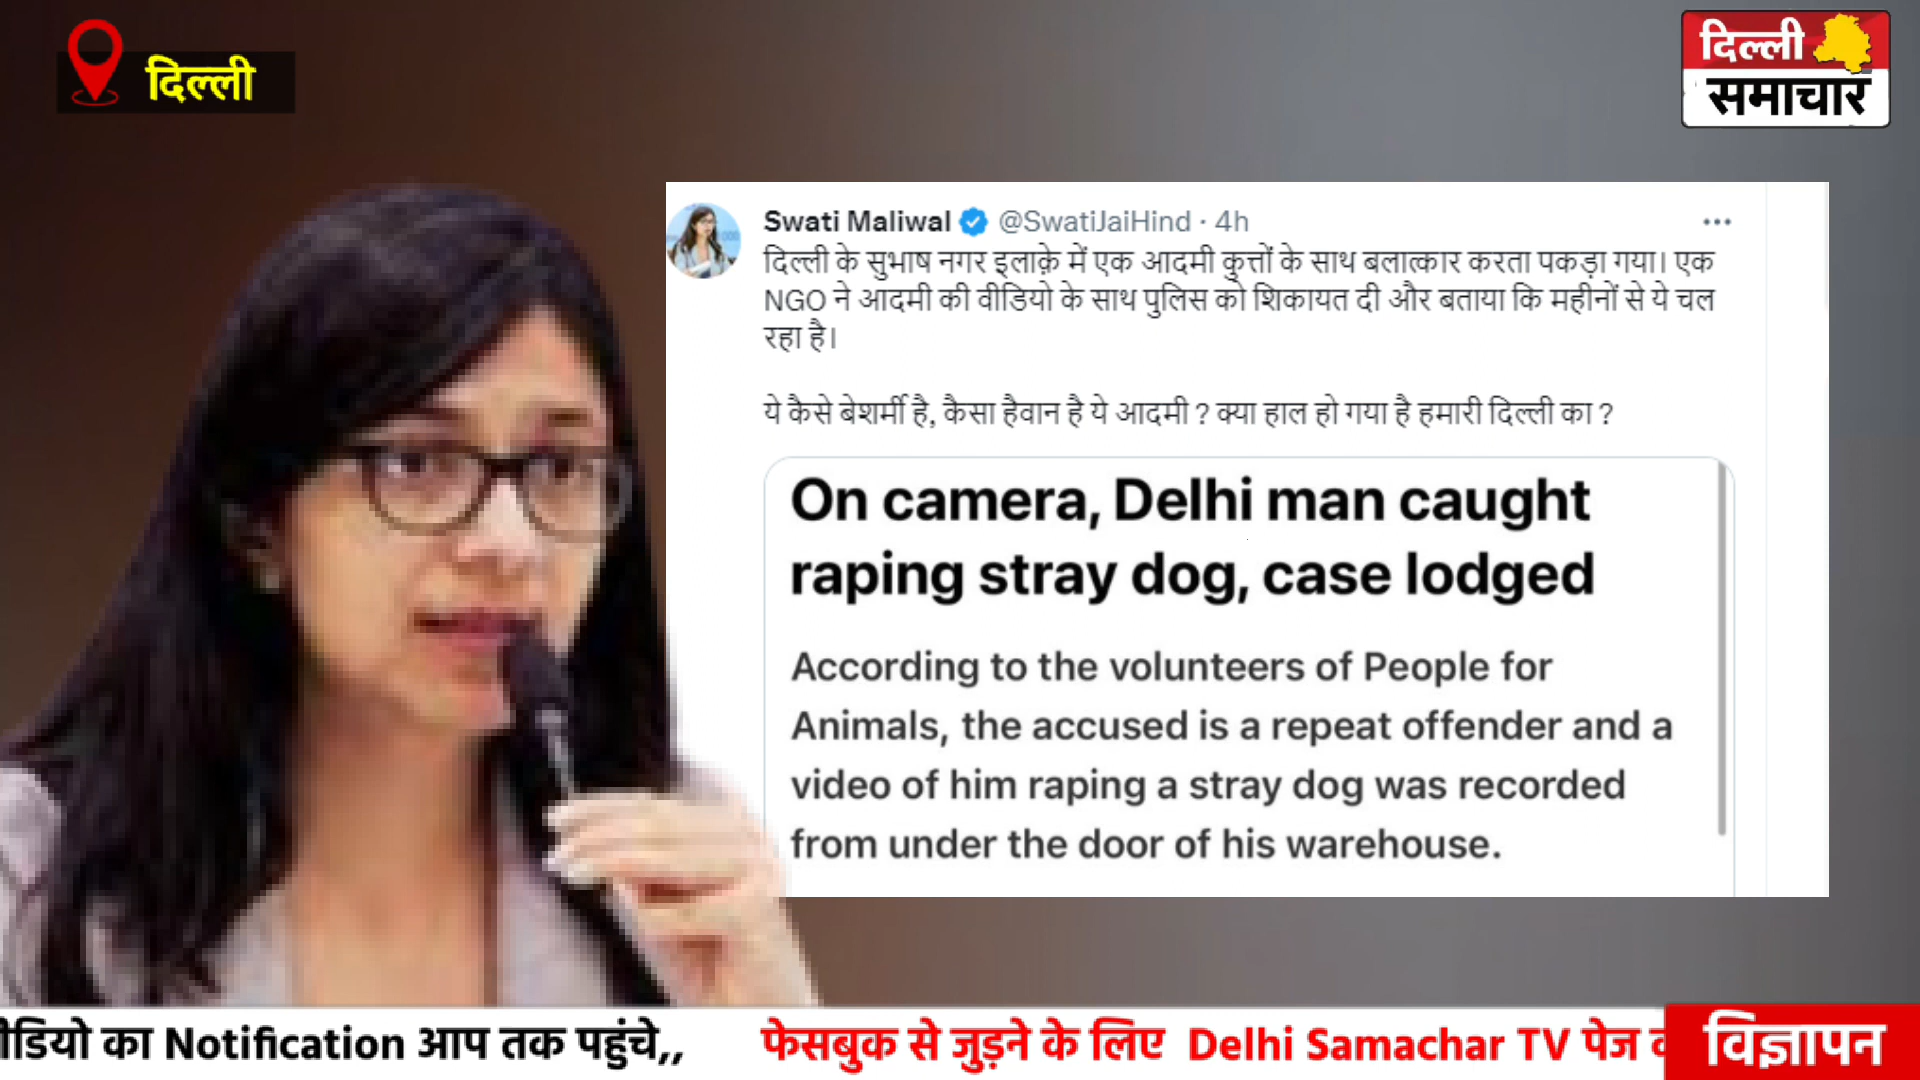 दिल्ली
दिल्ली
समाचार
Swati Maliwal @SwatiJaiHind · 4h
दिल्ली के सुभाष नगर इलाक़े में एक आदमी कुत्तों के साथ बलात्कार करता पकड़ा गया। एक
NGO ने आदमी की वीडियो के साथ पुलिस को शिकायत दी और बताया कि महीनों से ये चल
रहा है।
ये कैसे बेशर्मी है, कैसा हैवान है ये आदमी ? क्या हाल हो गया है हमारी दिल्ली का ?
On camera, Delhi man caught
raping stray dog, case lodged
According to the volunteers of People for
Animals, the accused is a repeat offender and a
video of him raping a stray dog was recorded
from under the door of his warehouse.
का Notification आप तक पहुंचे,, फेसबुक से जुड़ने के लिए Delhi Samachar TV पेज
विज्ञापन